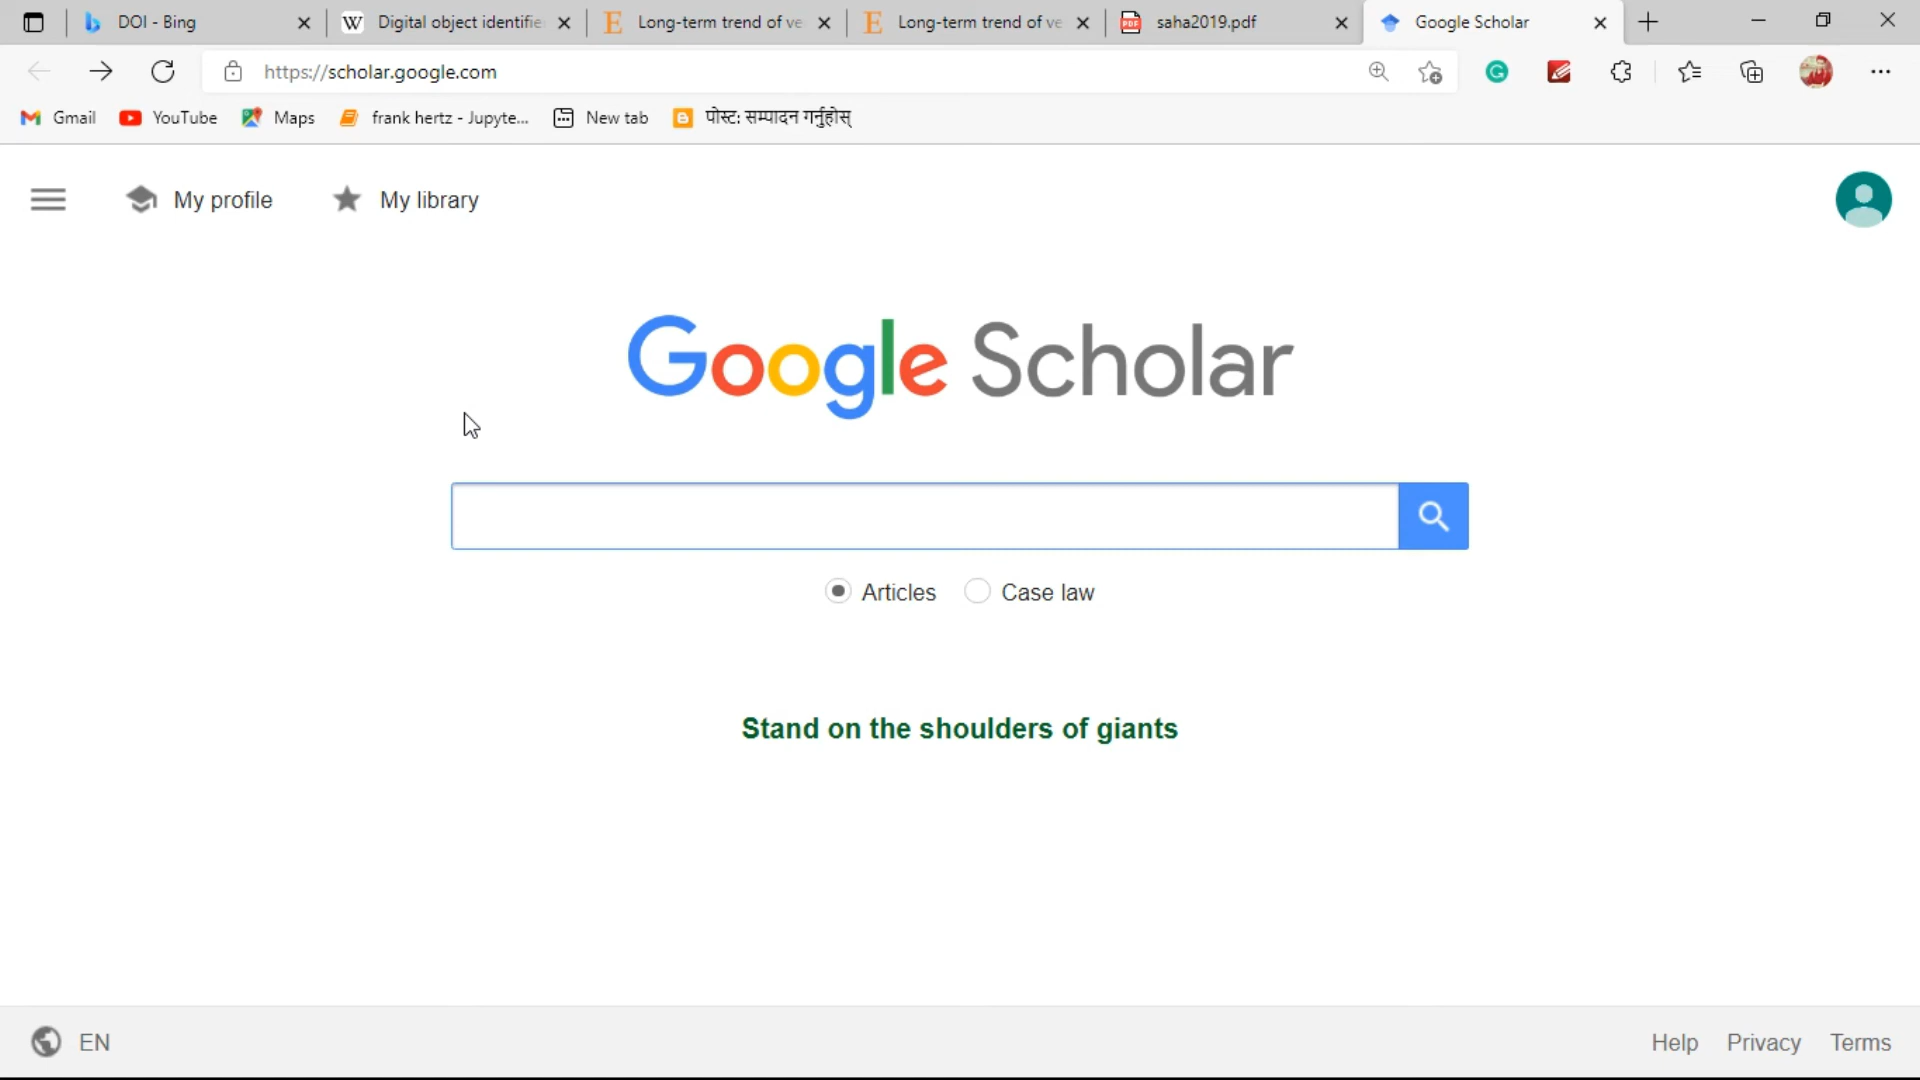 DOI - Bing
Digital object identifie
Long-term trend of ve
Long-term trend of ve
saha2019.pdf
Google Scholar
https://scholar.google.com
Gmail
YouTube
Maps
frank hertz - Jupyte...
New tab
पोस्ट: सम्पादन गर्नुहोस्
My profile
My library
Google Scholar
Articles
Case law
Stand on the shoulders of giants
EN
Help
Privacy
Terms